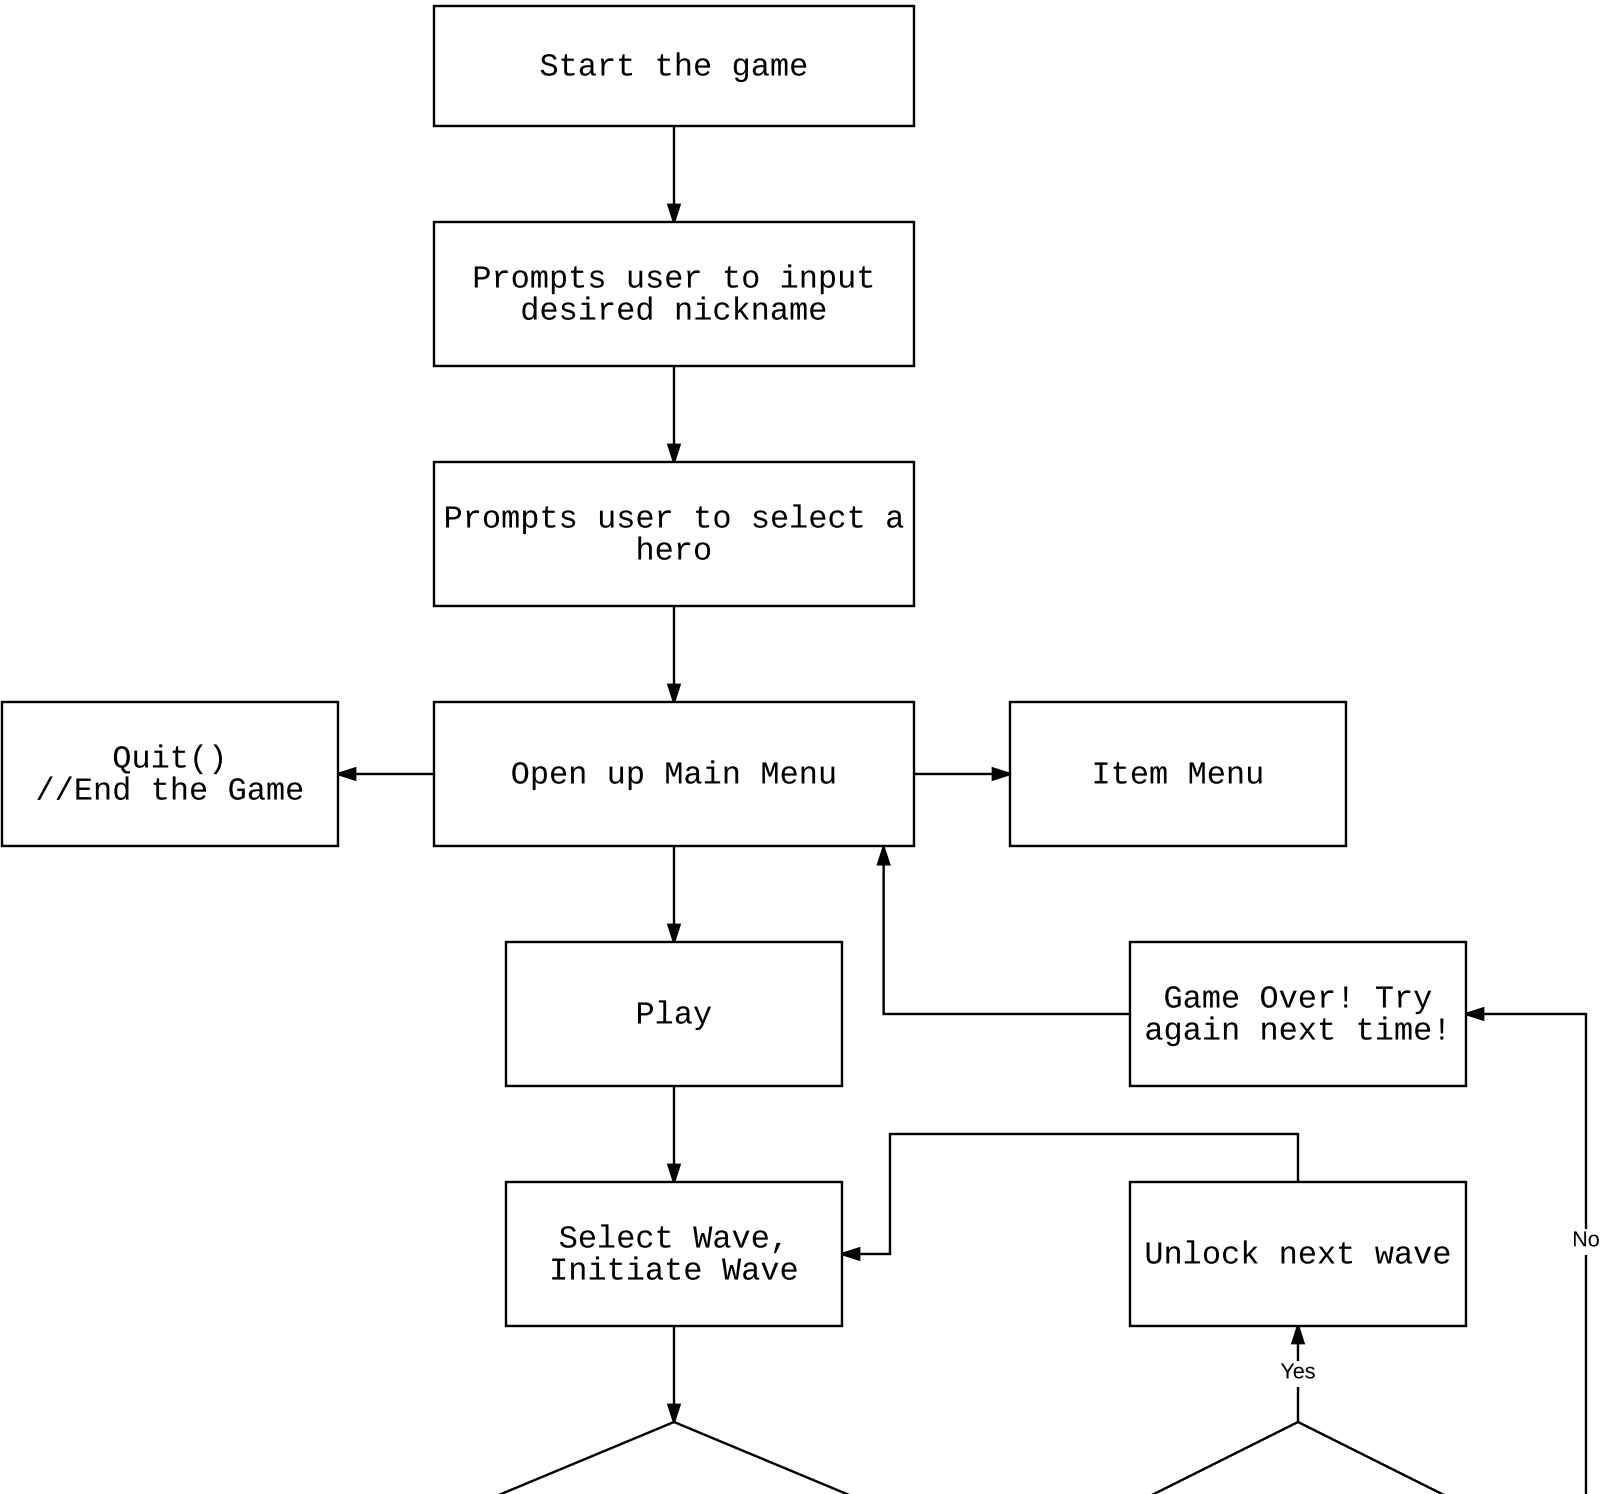 Start the game
Prompts user to input
desired nickname
Prompts user to select a
hero
Quit()
//End the Game
Open up Main Menu
Item Menu
Play
Game Over! Try
again next time!
Select Wave,
Initiate Wave
Unlock next wave
No
Yes